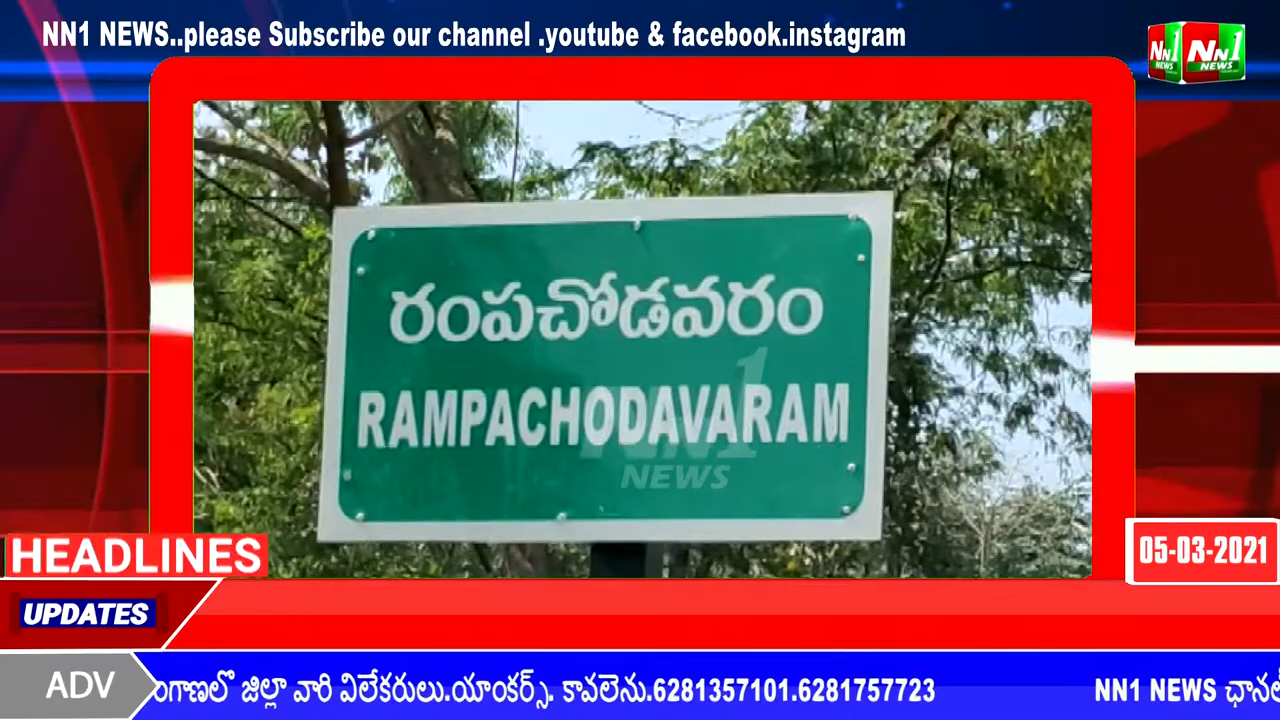 NN1 NEWS..please Subscribe our channel .youtube & facebook.instagram
NN1 NEWS
NN1 NEWS
రంపచోడవరం
RAMPACHODAVARAM
NN1
NEWS
HEADLINES
05-03-2021
UPDATES
ADV
జిల్లా వారి విలేకరులు.యాంకర్స్. కావలెను.6281357101.6281757723 NN1 NEWS